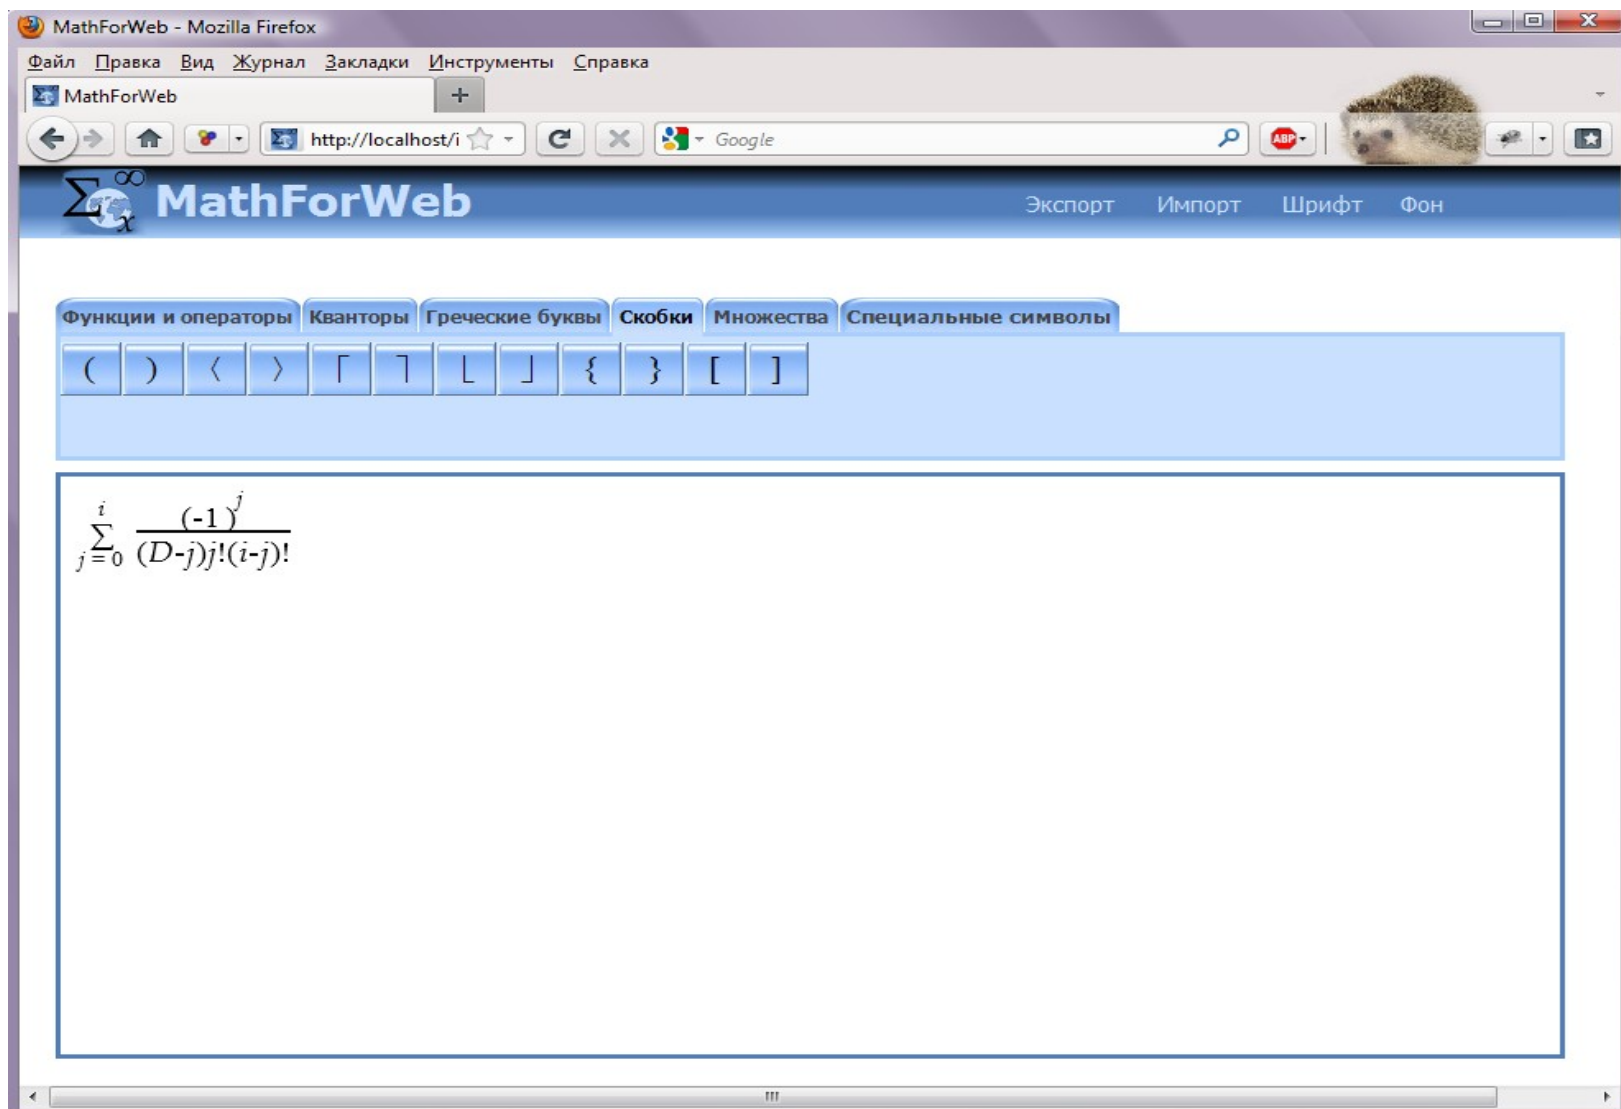 MathForWeb - Mozilla Firefox
Файл Правка Вид Журнал Закладки Инструменты Справка
MathForWeb
http://localhost/i Google ABP
MathForWeb Экспорт Импорт Шрифт Фон
Функции и операторы Кванторы Греческие буквы Скобки Множества Специальные символы
( ) 〈 〉 ⌈ ⌉ ⌊ ⌋ { } [ ]
i (-1)^j
∑
j=0 (D-j)j!(i-j)!